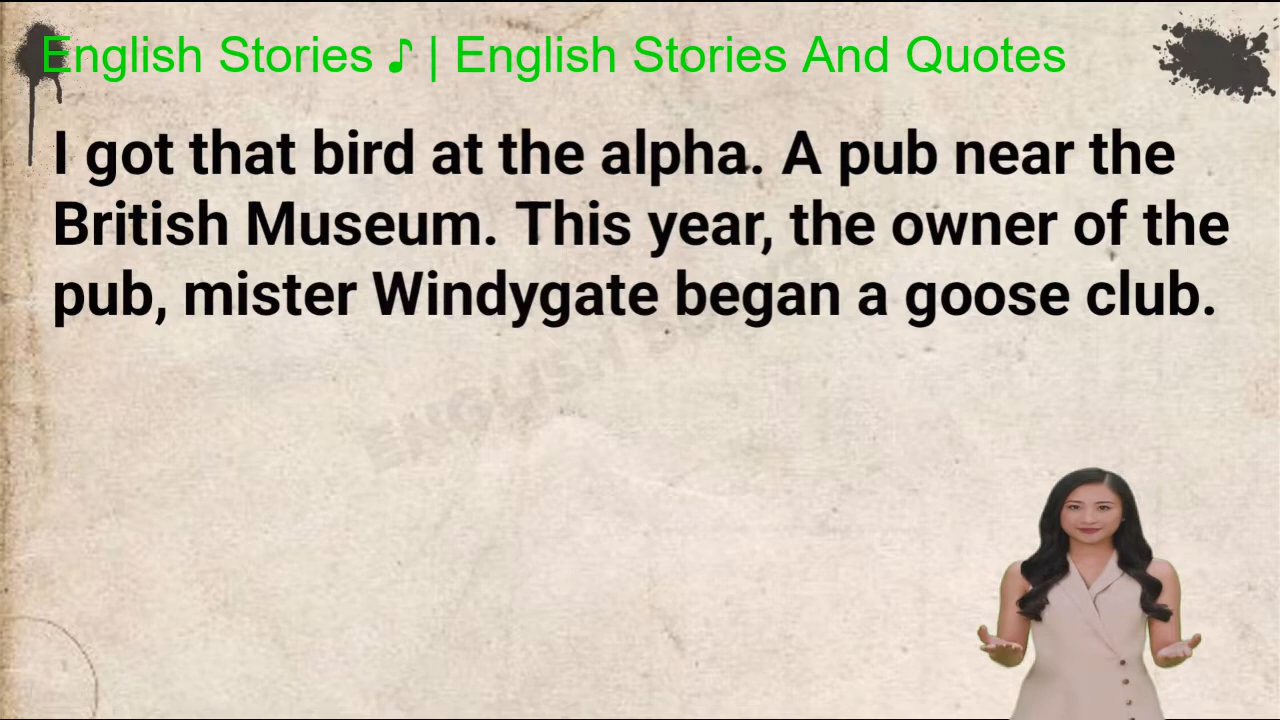 English Stories ♪ | English Stories And Quotes
I got that bird at the alpha. A pub near the
British Museum. This year, the owner of the
pub, mister Windygate began a goose club.
ENGLISH